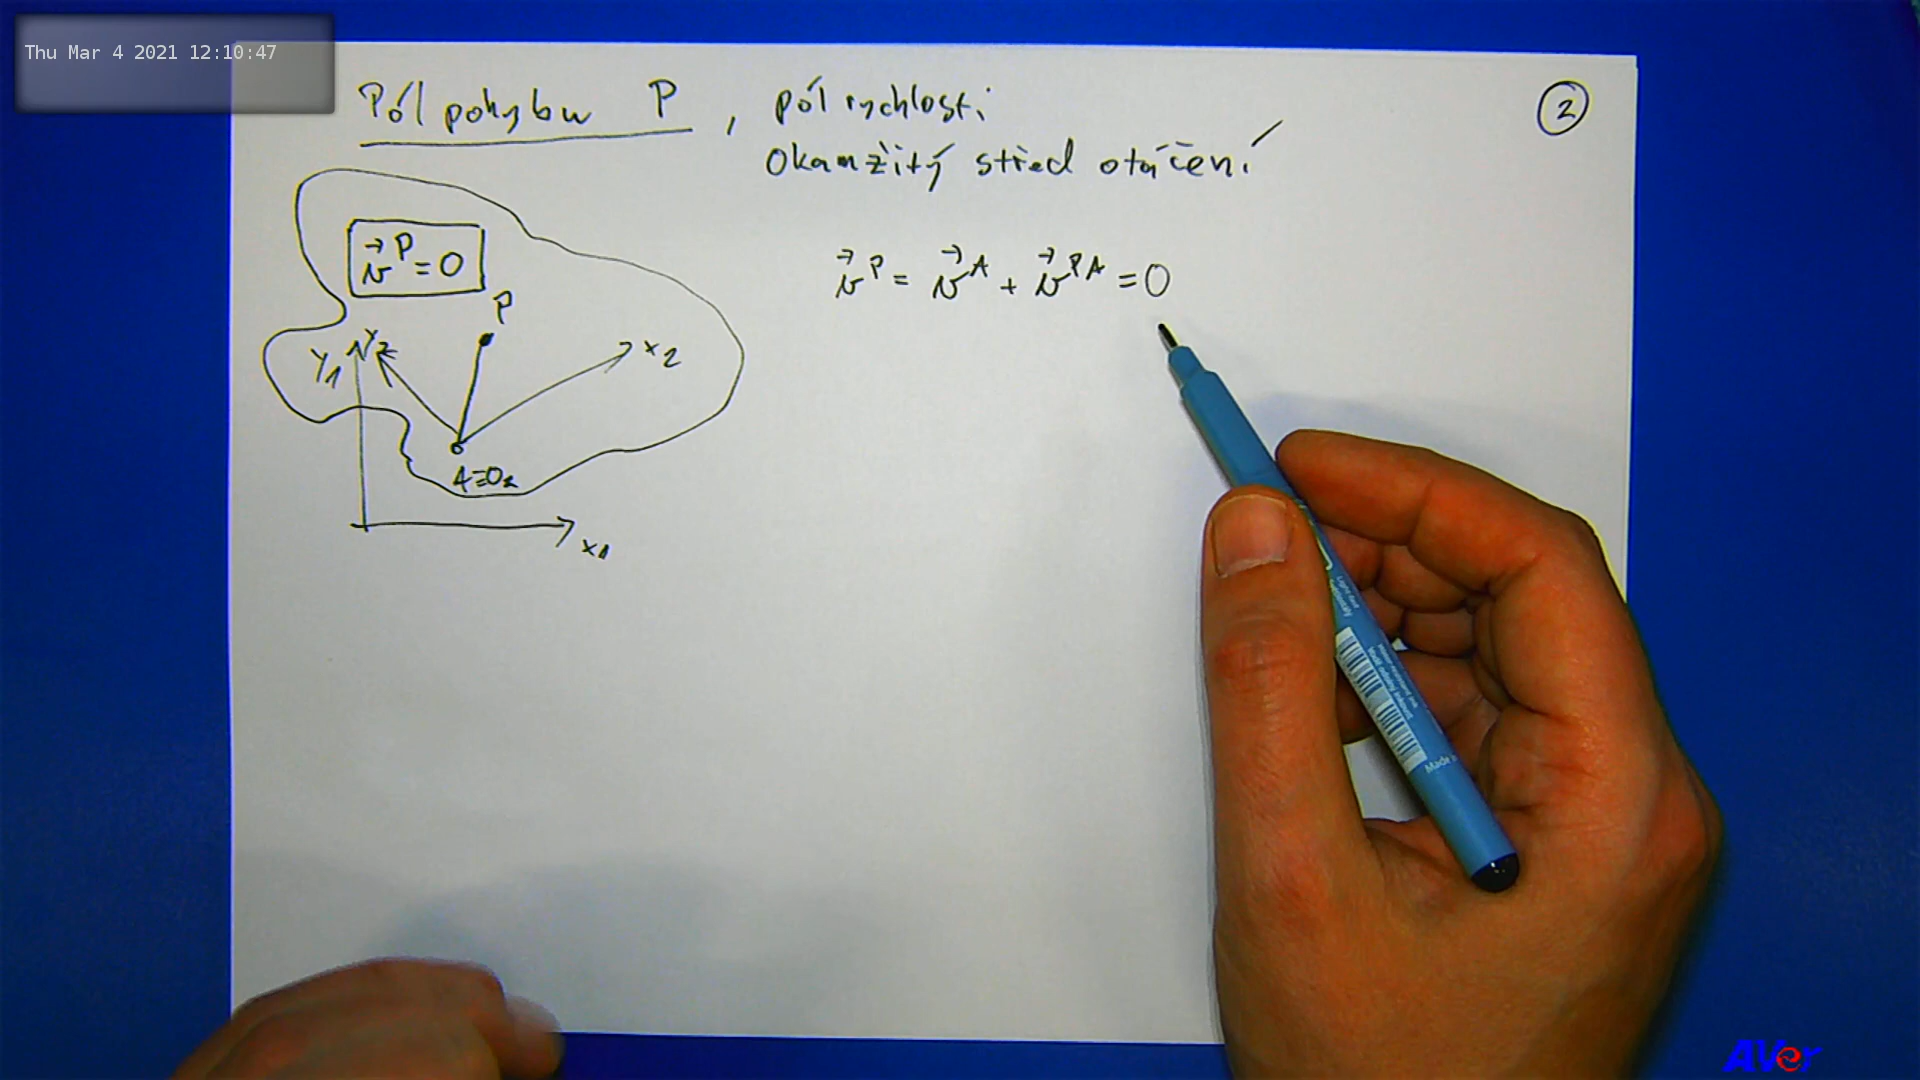 Thu Mar 4 2021 12:10:47
Pól pohybu P , pól rychlosti
Okamžitý střed otáčení
2
v⃗ᴾ = 0
v⃗ᴾ = v⃗ᴬ + v⃗ᴾᴬ = 0
P
y₁
y₂
x₂
A≡O₂
x₁
Made i
AVer